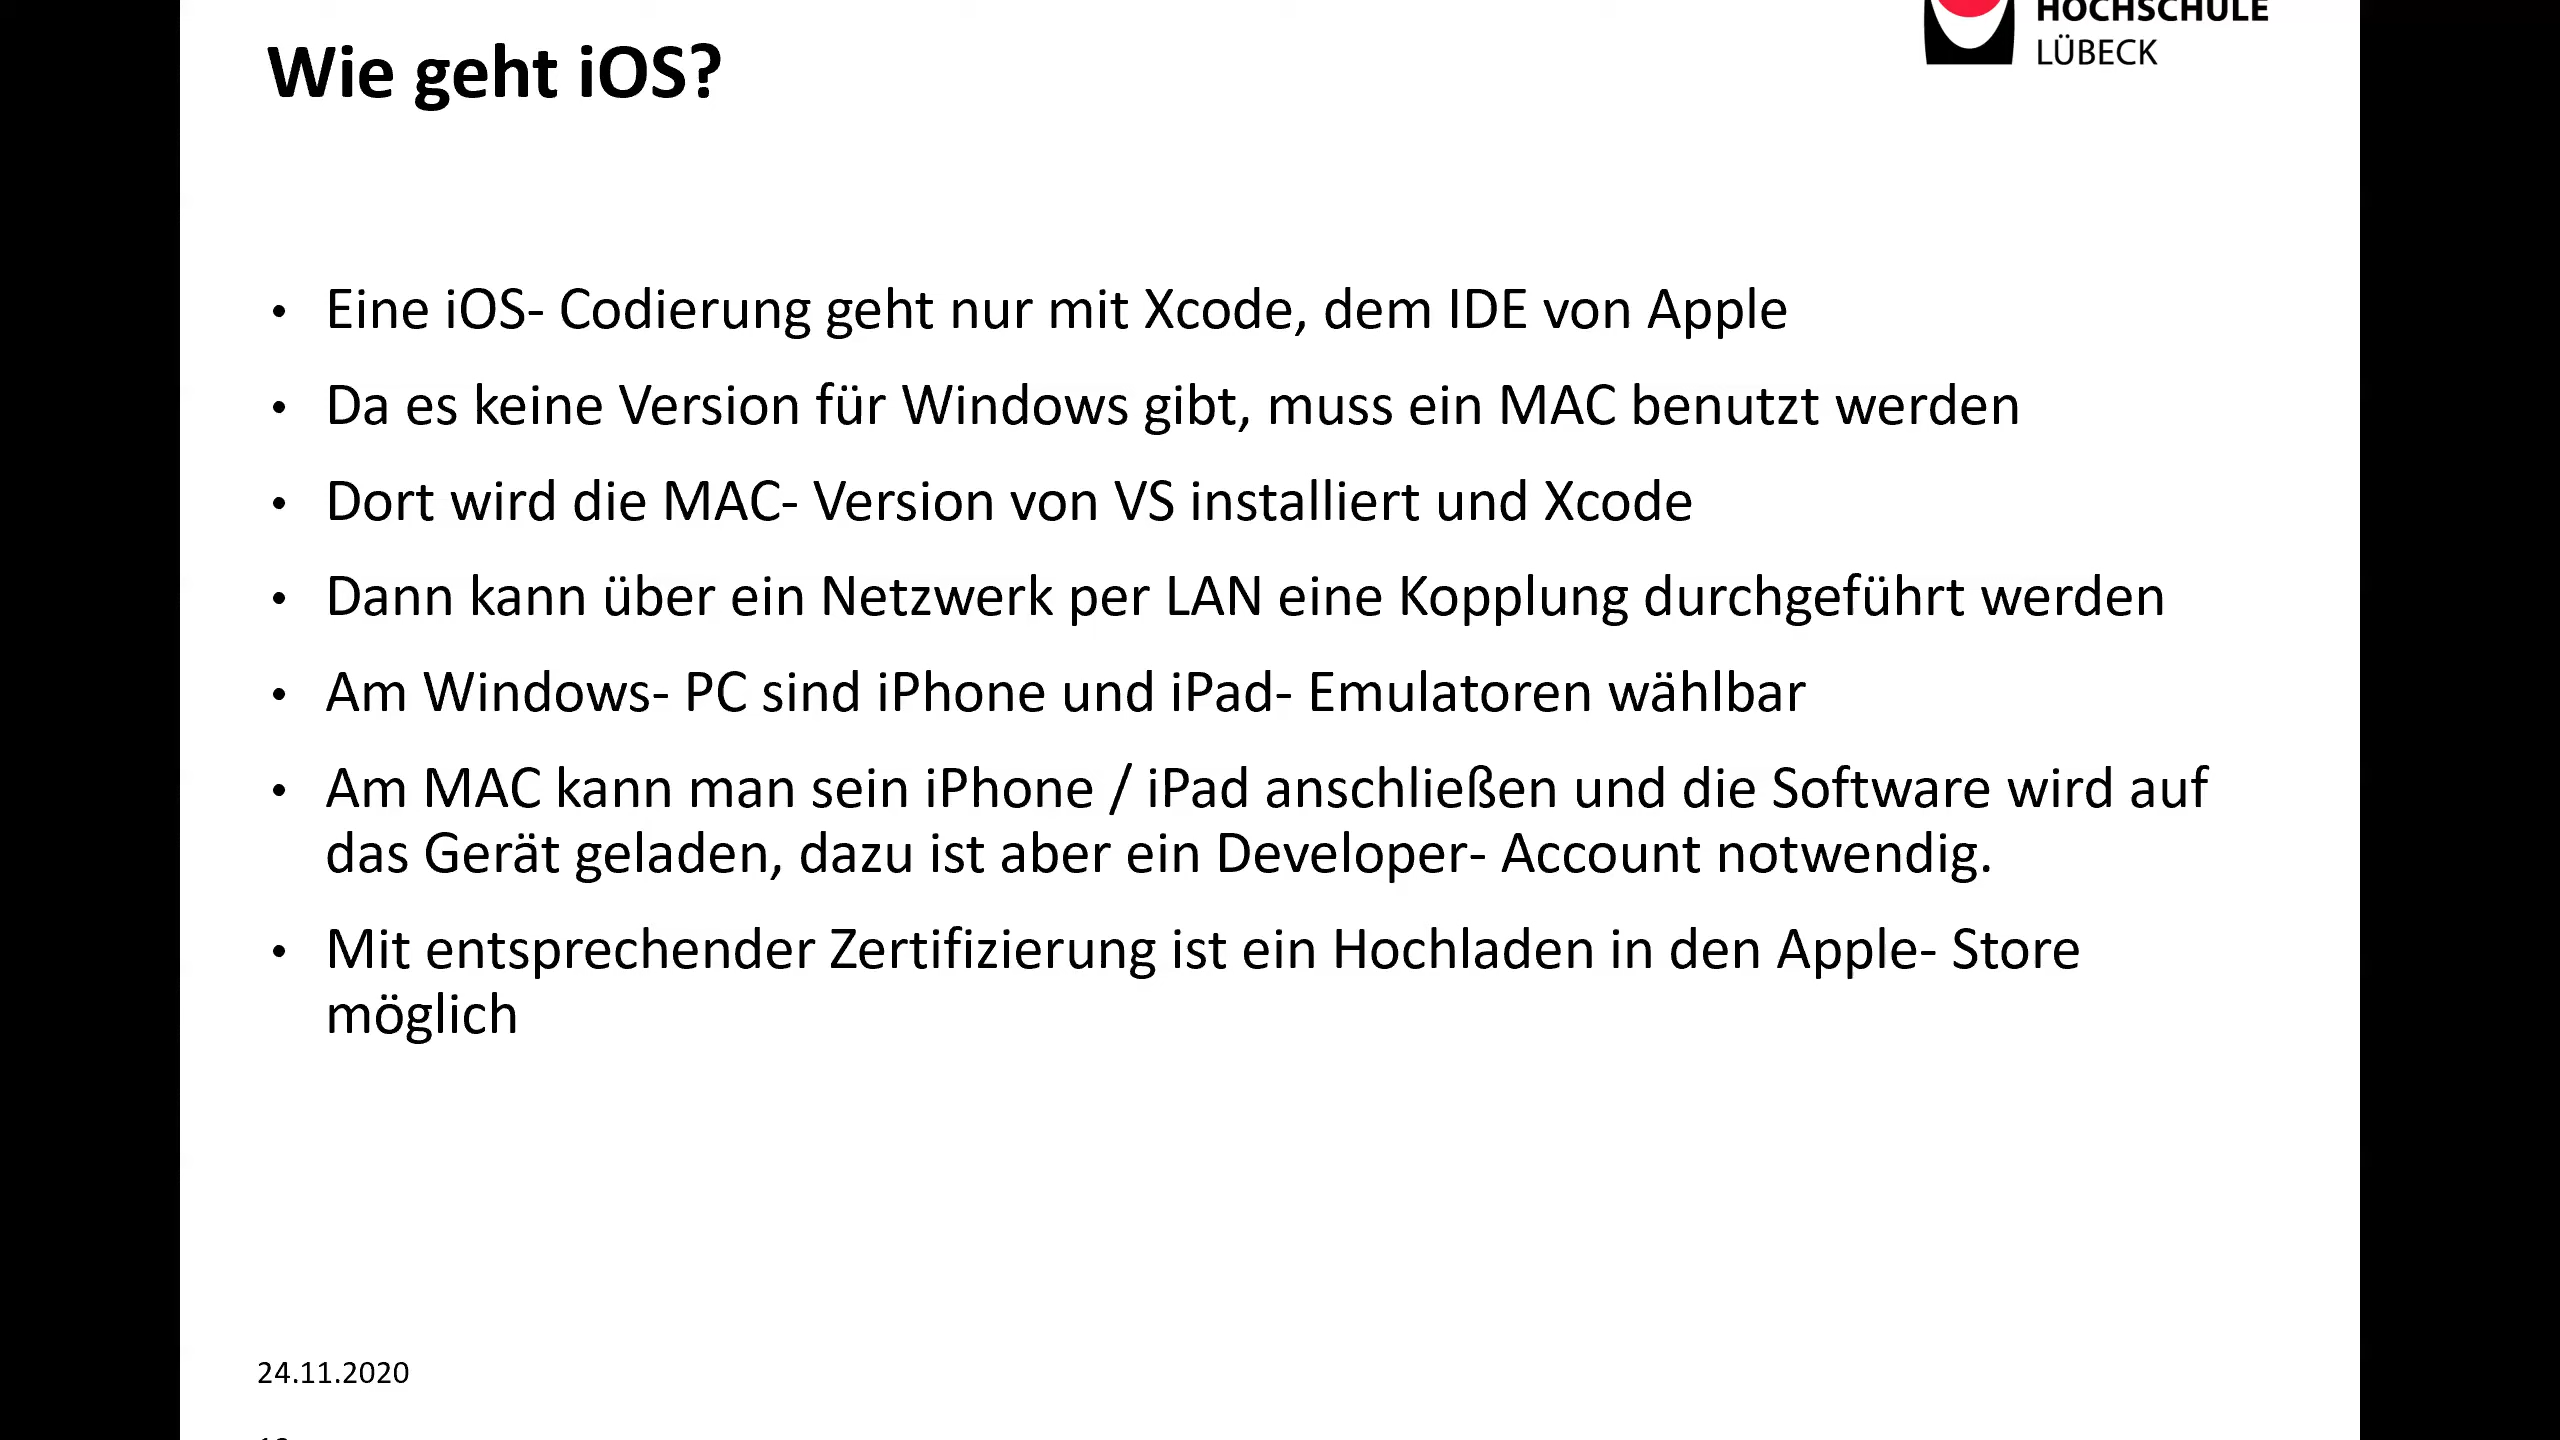 HOCHSCHULE
LÜBECK
Wie geht iOS?
• Eine iOS- Codierung geht nur mit Xcode, dem IDE von Apple
• Da es keine Version für Windows gibt, muss ein MAC benutzt werden
• Dort wird die MAC- Version von VS installiert und Xcode
• Dann kann über ein Netzwerk per LAN eine Kopplung durchgeführt werden
• Am Windows- PC sind iPhone und iPad- Emulatoren wählbar
• Am MAC kann man sein iPhone / iPad anschließen und die Software wird auf
das Gerät geladen, dazu ist aber ein Developer- Account notwendig.
• Mit entsprechender Zertifizierung ist ein Hochladen in den Apple- Store
möglich
24.11.2020